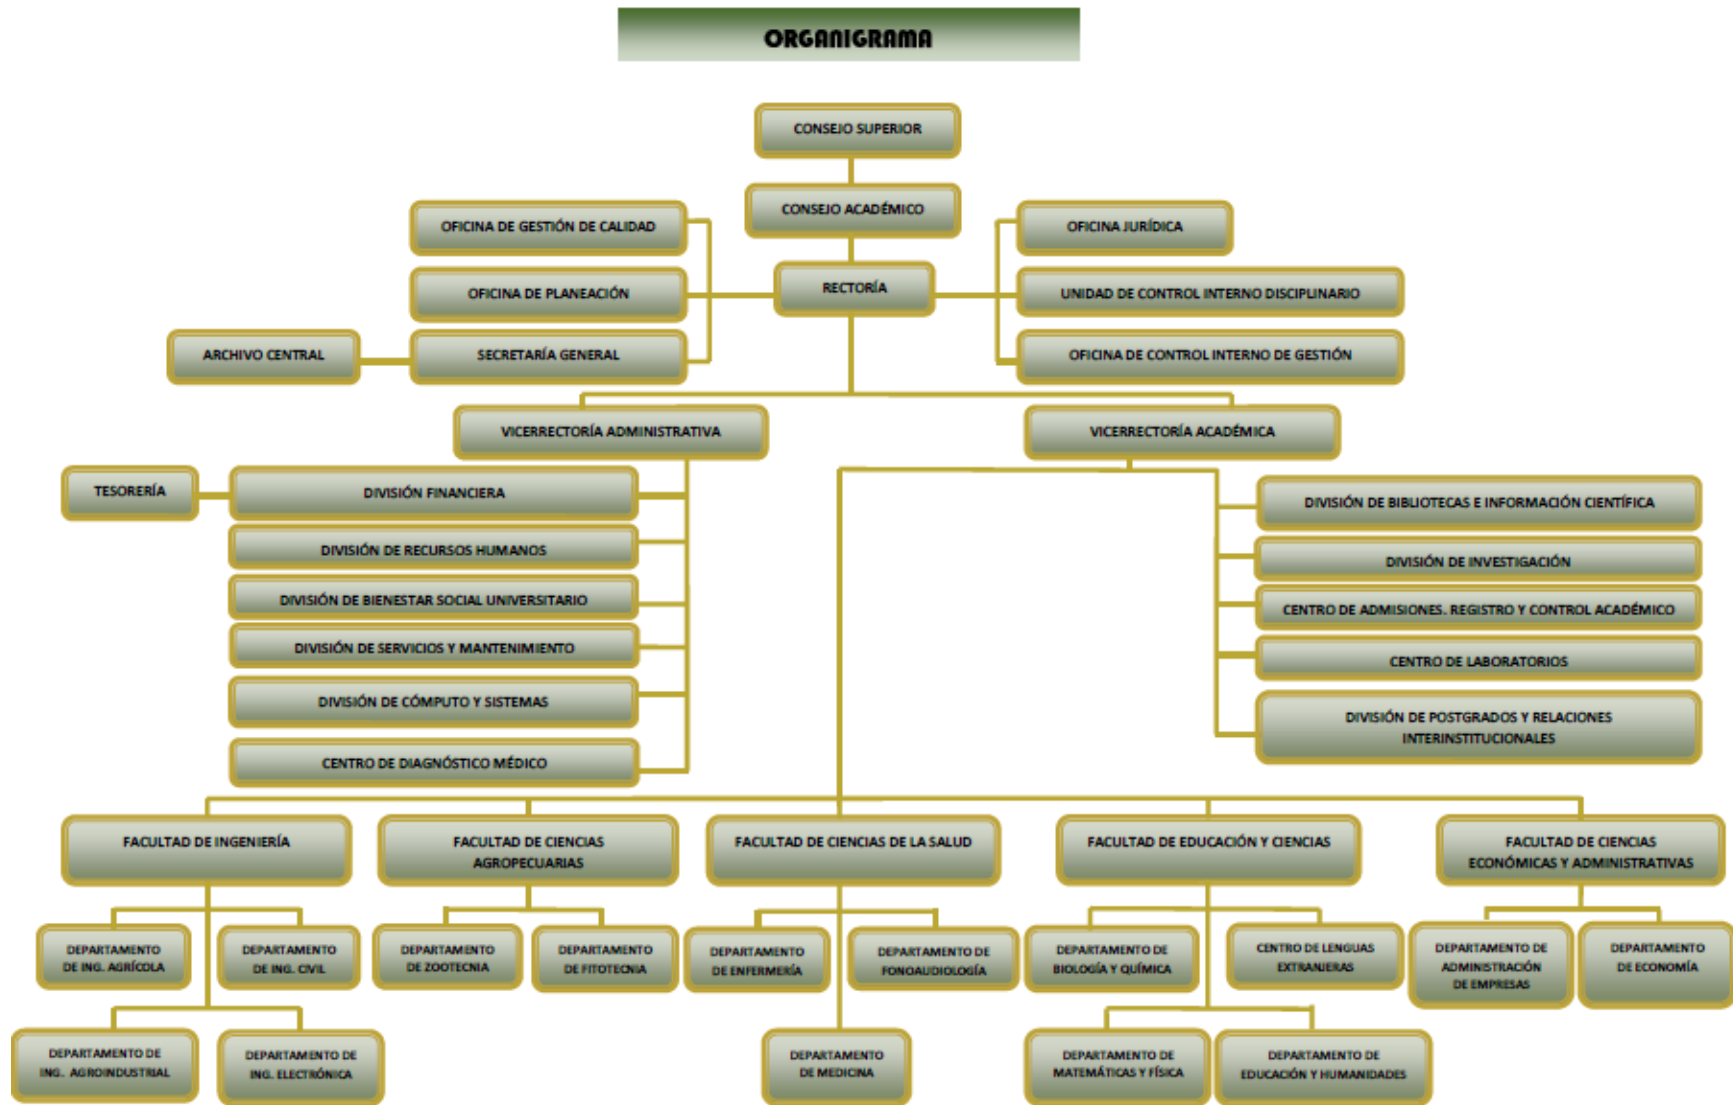 ORGANIGRAMA
CONSEJO SUPERIOR
CONSEJO ACADÉMICO
OFICINA DE GESTIÓN DE CALIDAD
OFICINA JURÍDICA
RECTORÍA
OFICINA DE PLANEACIÓN
UNIDAD DE CONTROL INTERNO DISCIPLINARIO
ARCHIVO CENTRAL
SECRETARÍA GENERAL
OFICINA DE CONTROL INTERNO DE GESTIÓN
VICERRECTORÍA ADMINISTRATIVA
VICERRECTORÍA ACADÉMICA
TESORERÍA
DIVISIÓN FINANCIERA
DIVISIÓN DE RECURSOS HUMANOS
DIVISIÓN DE BIENESTAR SOCIAL UNIVERSITARIO
DIVISIÓN DE SERVICIOS Y MANTENIMIENTO
DIVISIÓN DE CÓMPUTO Y SISTEMAS
CENTRO DE DIAGNÓSTICO MÉDICO
DIVISIÓN DE BIBLIOTECAS E INFORMACIÓN CIENTÍFICA
DIVISIÓN DE INVESTIGACIÓN
CENTRO DE ADMISIONES. REGISTRO Y CONTROL ACADÉMICO
CENTRO DE LABORATORIOS
DIVISIÓN DE POSTGRADOS Y RELACIONES
INTERINSTITUCIONALES
FACULTAD DE INGENIERÍA
FACULTAD DE CIENCIAS
AGROPECUARIAS
FACULTAD DE CIENCIAS DE LA SALUD
FACULTAD DE EDUCACIÓN Y CIENCIAS
FACULTAD DE CIENCIAS
ECONÓMICAS Y ADMINISTRATIVAS
DEPARTAMENTO
DE ING. AGRÍCOLA
DEPARTAMENTO
DE ING. CIVIL
DEPARTAMENTO
DE ZOOTECNIA
DEPARTAMENTO
DE FITOTECNIA
DEPARTAMENTO
DE ENFERMERÍA
DEPARTAMENTO DE
FONOAUDIOLOGÍA
DEPARTAMENTO DE
BIOLOGÍA Y QUÍMICA
CENTRO DE LENGUAS
EXTRANJERAS
DEPARTAMENTO DE
ADMINISTRACIÓN
DE EMPRESAS
DEPARTAMENTO
DE ECONOMÍA
DEPARTAMENTO DE
ING. AGROINDUSTRIAL
DEPARTAMENTO DE
ING. ELECTRÓNICA
DEPARTAMENTO
DE MEDICINA
DEPARTAMENTO DE
MATEMÁTICAS Y FÍSICA
DEPARTAMENTO DE
EDUCACIÓN Y HUMANIDADES